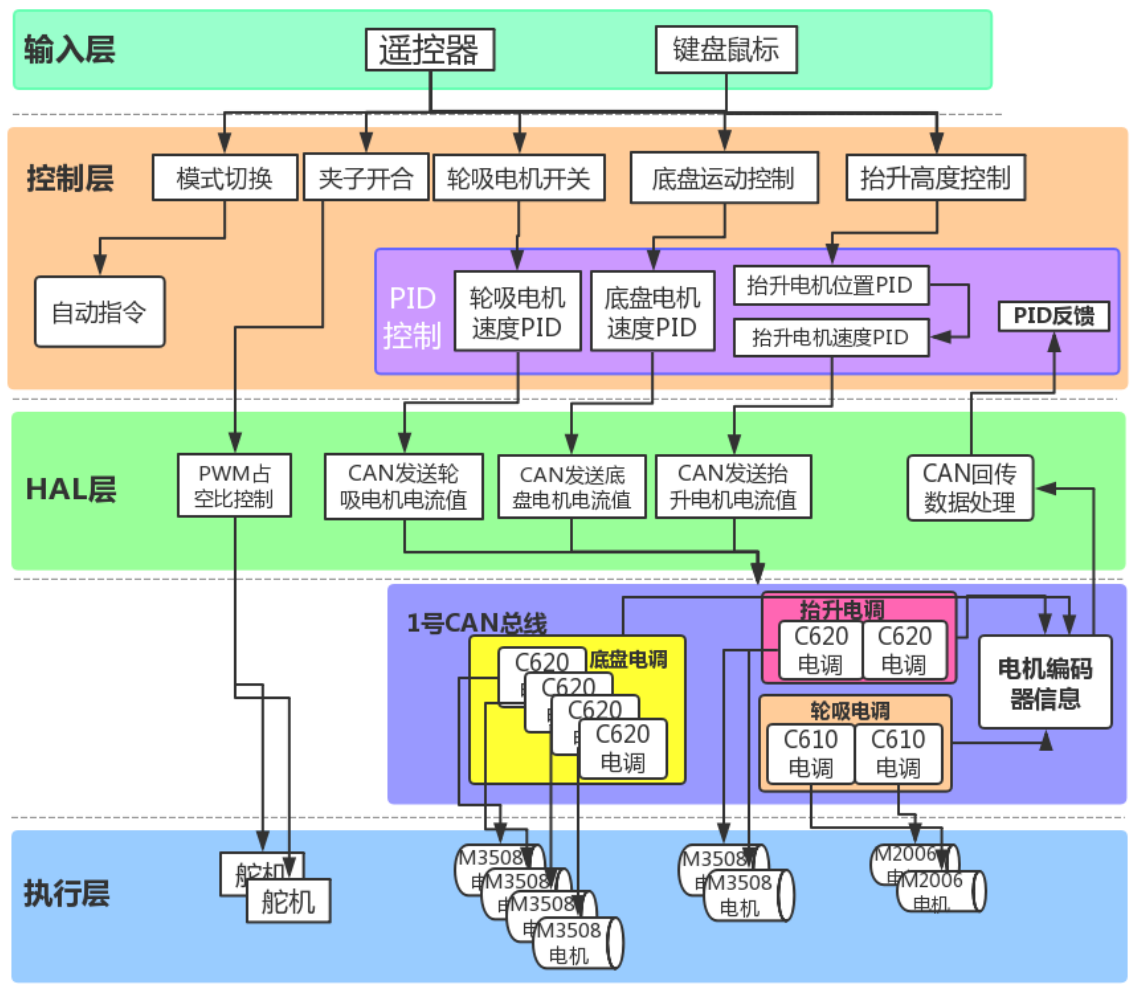 输入层
遥控器
键盘鼠标
控制层
模式切换
夹子开合
轮吸电机开关
底盘运动控制
抬升高度控制
自动指令
PID
控制
轮吸电机
速度PID
底盘电机
速度PID
抬升电机位置PID
抬升电机速度PID
PID反馈
HAL层
PWM占
空比控制
CAN发送轮
吸电机电流值
CAN发送底
盘电机电流值
CAN发送抬
升电机电流值
CAN回传
数据处理
1号CAN总线
底盘电调
C620
电
C620
C620
C620
电调
抬升电调
C620
电调
C620
电调
轮吸电调
C610
电调
C610
电调
电机编码
器信息
执行层
舵机
舵机
M3508
电
M3508
M3508
M3508
电机
M3508
电
M3508
电机
M2006
电
M2006
电机